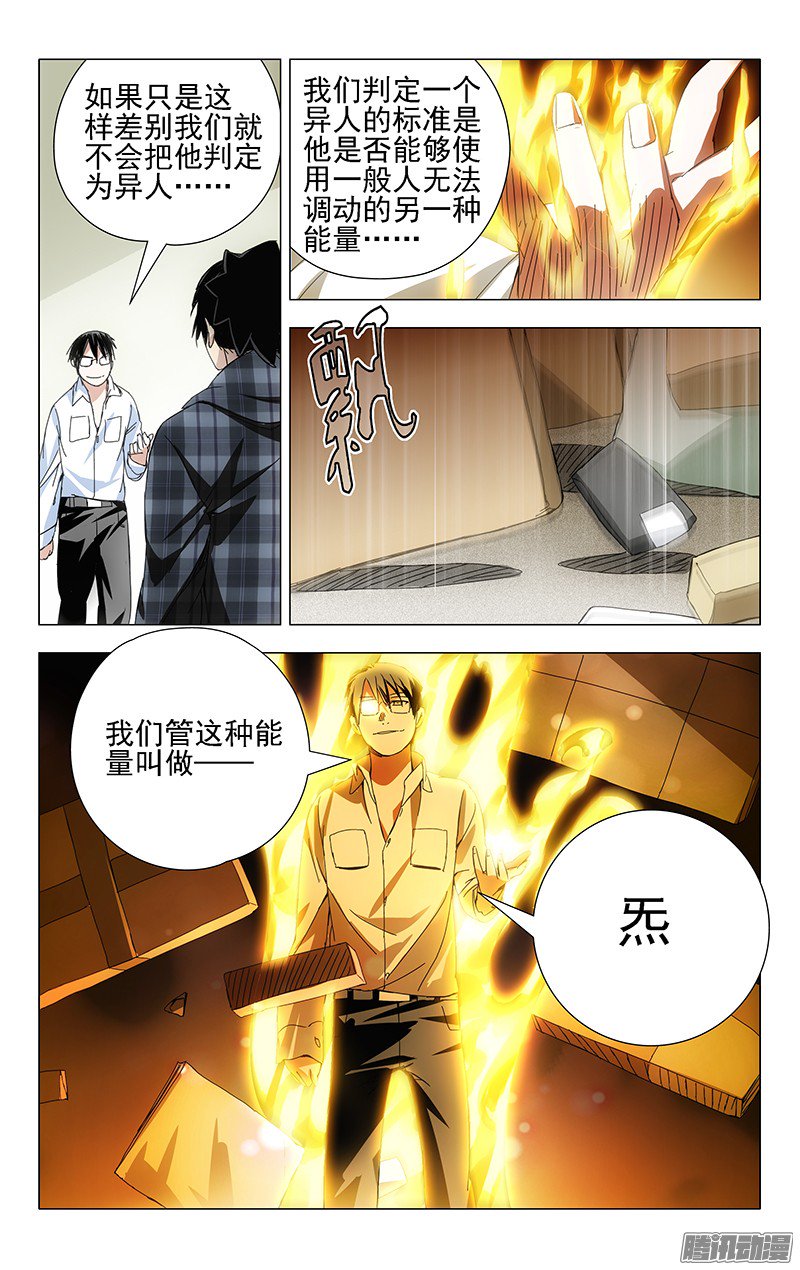 如果只是这
样差别我们就
不会把他判定
为异人……
我们判定一个
异人的标准是
他是否能够使
用一般人无法
调动的另一种
能量……
飘
我们管这种能
量叫做——
炁
腾讯动漫